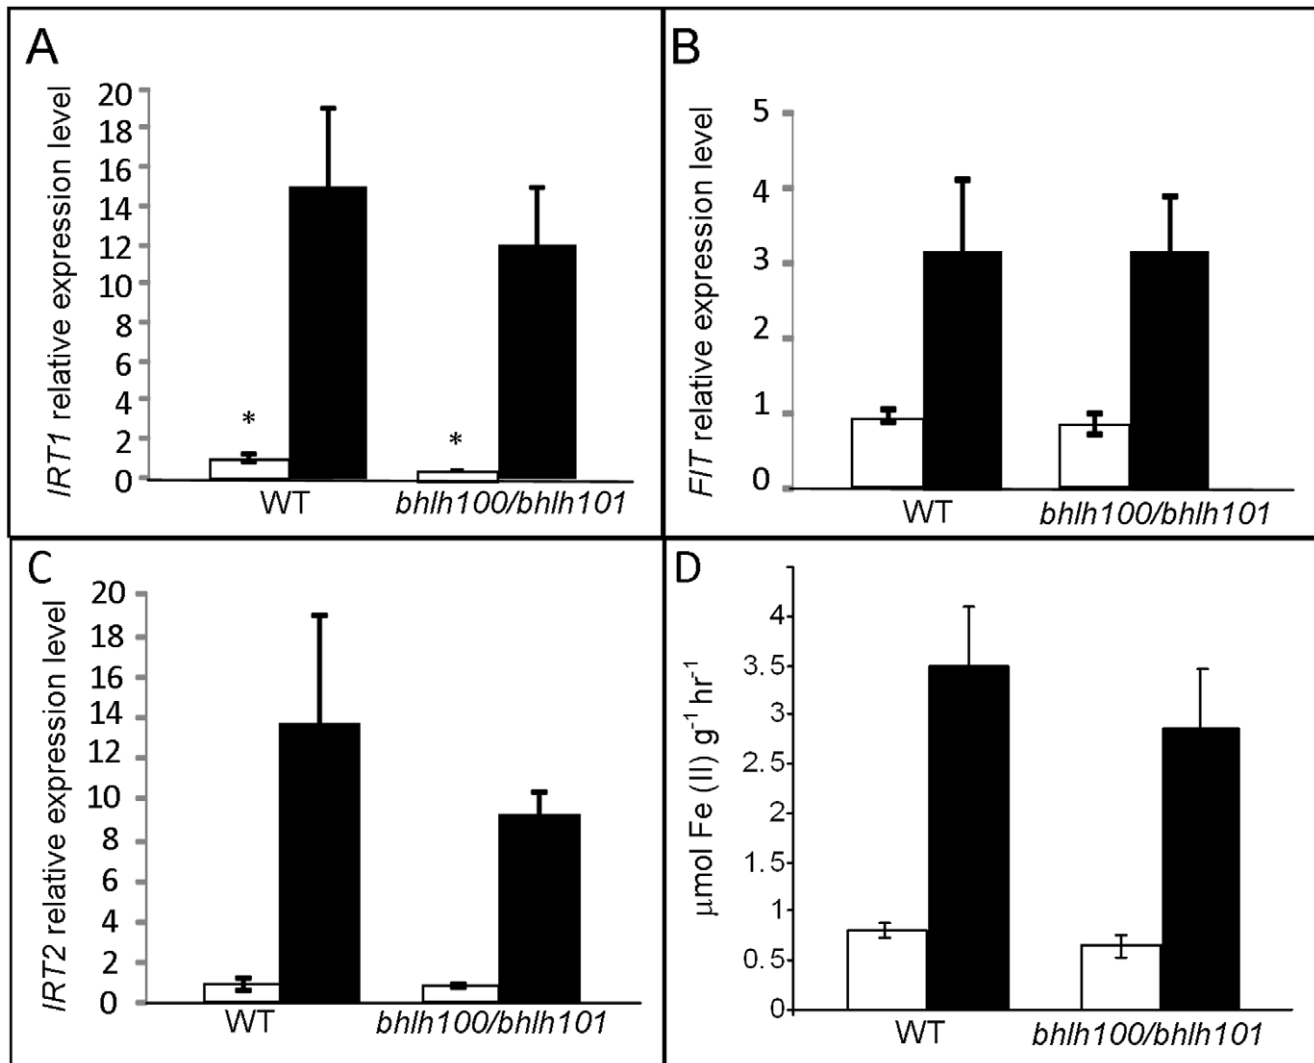 A
IRT1 relative expression level
20
18
16
14
12
10
8
6
4
2
0
*
*
WT
bhlh100/bhlh101
B
FIT relative expression level
5
4
3
2
1
0
WT
bhlh100/bhlh101
C
IRT2 relative expression level
20
18
16
14
12
10
8
6
4
2
0
WT
bhlh100/bhlh101
D
µmol Fe (II) g⁻¹ hr⁻¹
4
3.5
3
2.5
2
1.5
1
0.5
0
WT
bhlh100/bhlh101